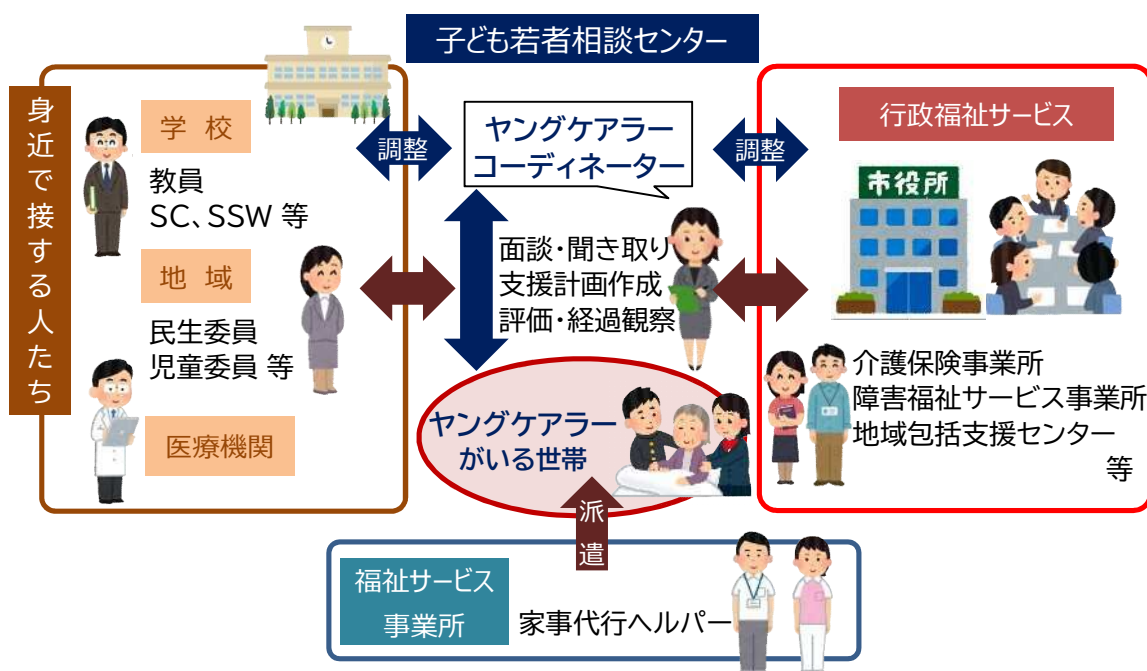 子ども若者相談センター
身近で接する人たち
学 校
教員
SC、SSW 等
地 域
民生委員
児童委員 等
医療機関
調整
ヤングケアラー
コーディネーター
調整
面談・聞き取り
支援計画作成
評価・経過観察
ヤングケアラー
がいる世帯
行政福祉サービス
市役所
介護保険事業所
障害福祉サービス事業所
地域包括支援センター
等
派遣
福祉サービス
事業所
家事代行ヘルパー